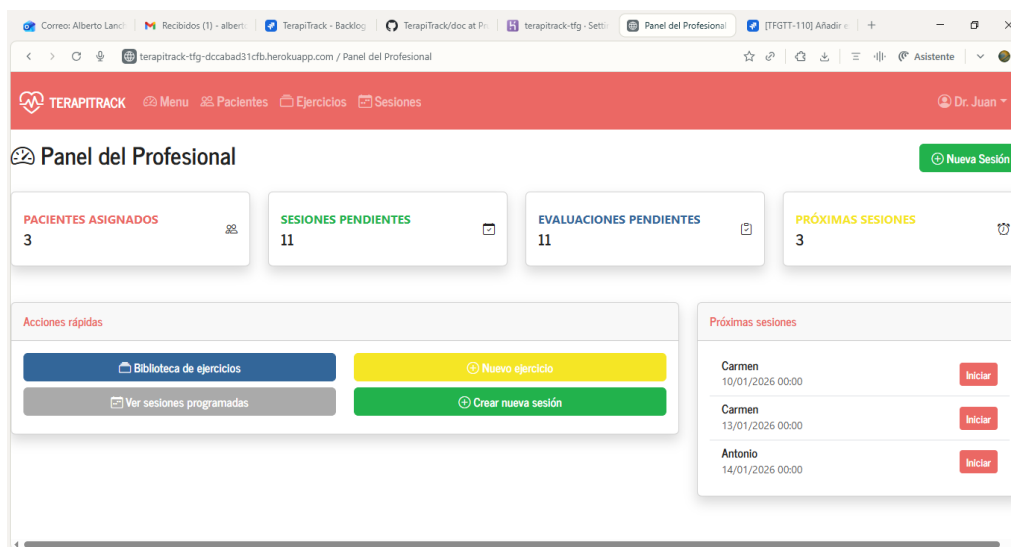 Correo: Alberto Lanch
Recibidos (1) - albert
TerapiTrack - Backlog
TerapiTrack/doc at Pr
terapitrack-tfg · Setti
Panel del Profesional
[TFGTT-110] Añadir e
terapitrack-tfg-dccabad31cfb.herokuapp.com / Panel del Profesional
Asistente
TERAPITRACK
Menu
Pacientes
Ejercicios
Sesiones
Dr. Juan
Panel del Profesional
Nueva Sesión
PACIENTES ASIGNADOS
3
SESIONES PENDIENTES
11
EVALUACIONES PENDIENTES
11
PRÓXIMAS SESIONES
3
Acciones rápidas
Biblioteca de ejercicios
Nuevo ejercicio
Ver sesiones programadas
Crear nueva sesión
Próximas sesiones
Carmen
10/01/2026 00:00
Iniciar
Carmen
13/01/2026 00:00
Iniciar
Antonio
14/01/2026 00:00
Iniciar